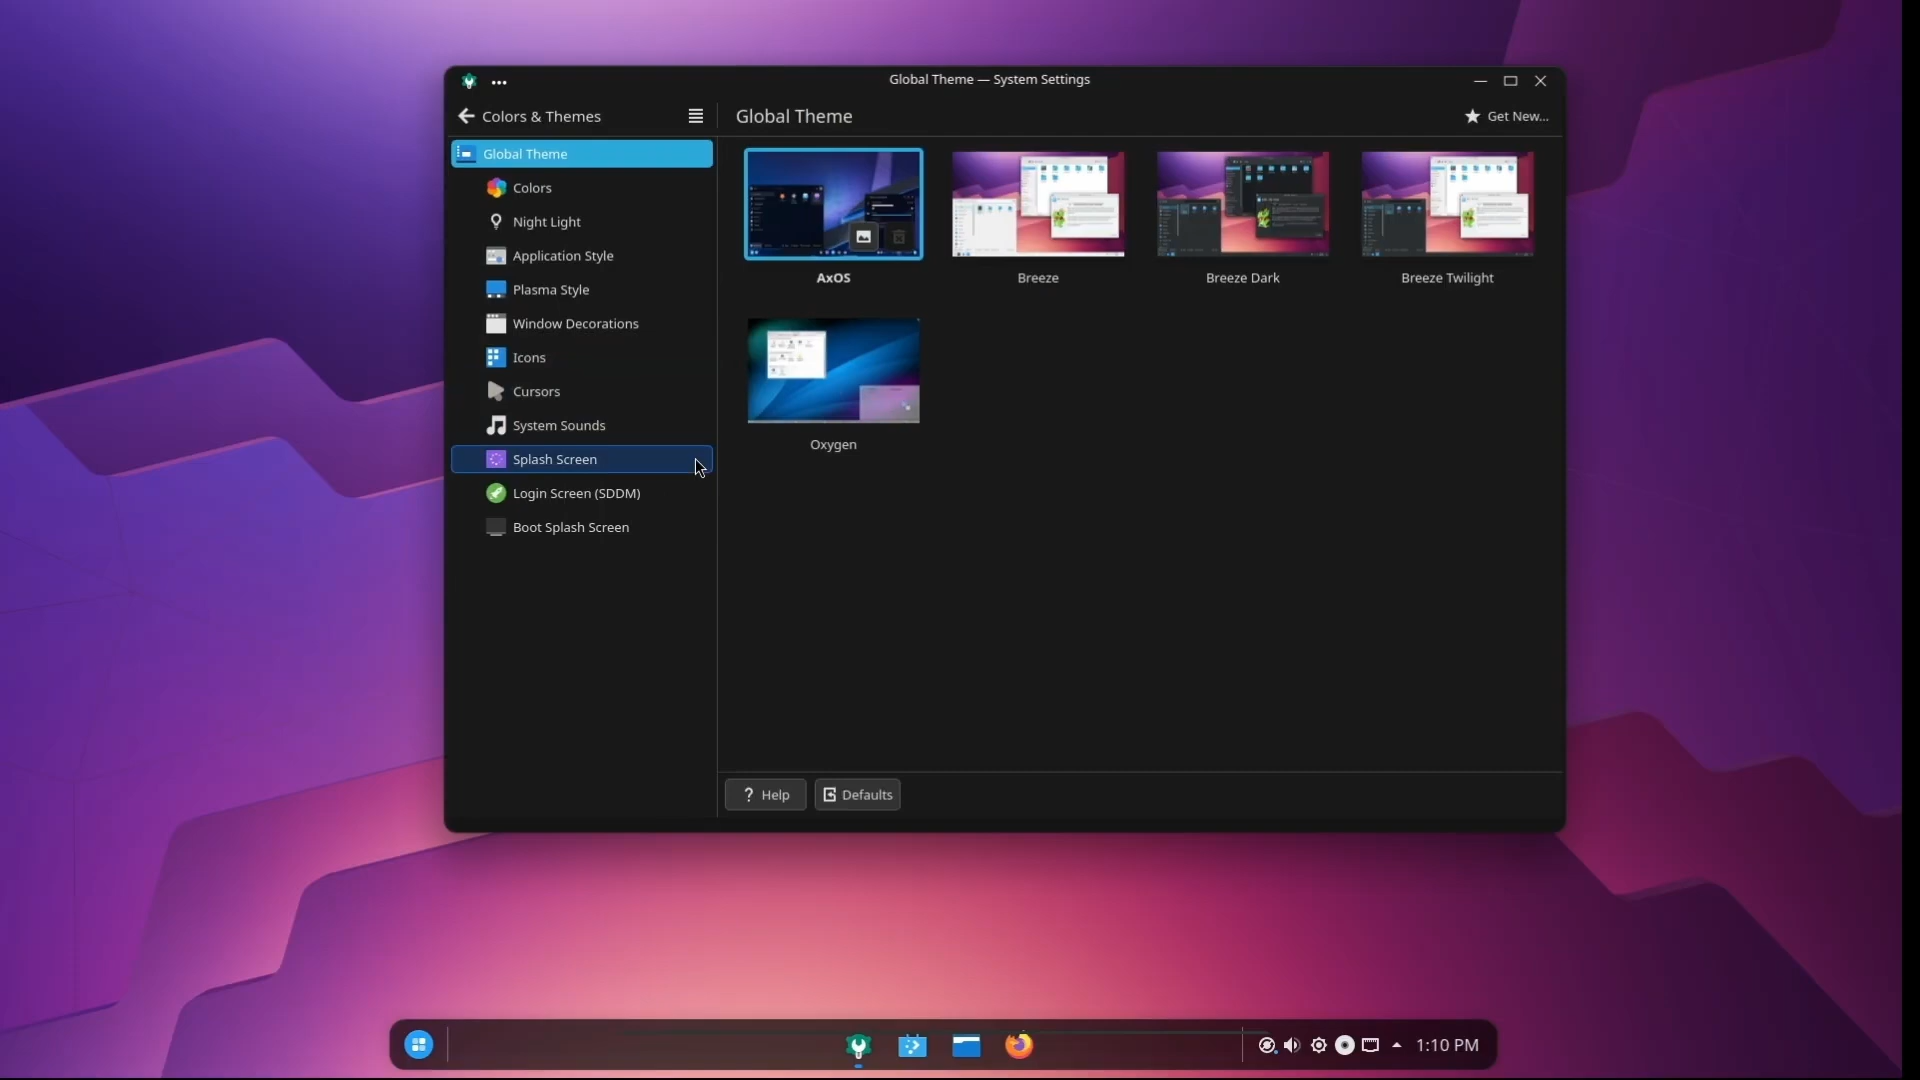 Global Theme — System Settings
Colors & Themes
Global Theme
Get New...
Global Theme
Colors
Night Light
Application Style
Plasma Style
Window Decorations
Icons
Cursors
System Sounds
Splash Screen
Login Screen (SDDM)
Boot Splash Screen
AxOS
Breeze
Breeze Dark
Breeze Twilight
Oxygen
? Help
Defaults
1:10 PM